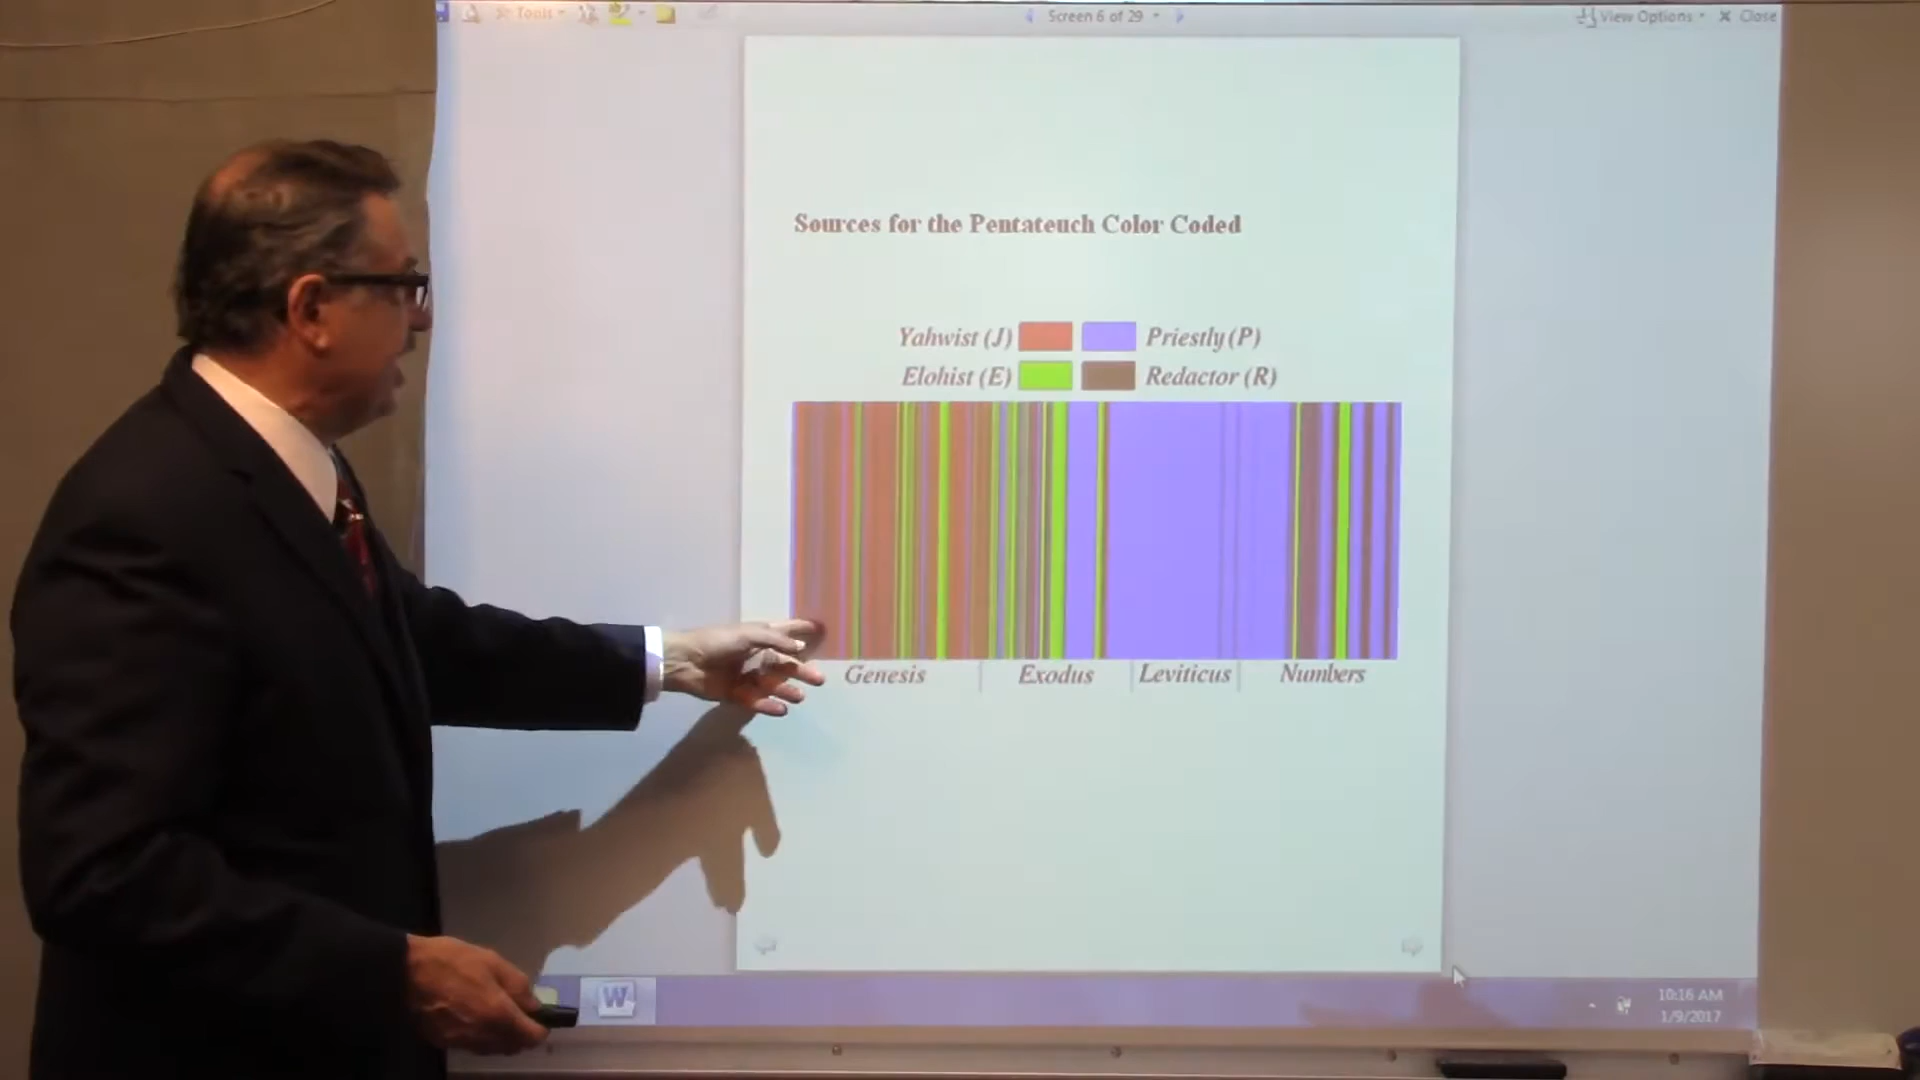 Tools
Screen 6 of 29
View Options
Close
Sources for the Pentateuch Color Coded
Yahwist (J) Priestly (P)
Elohist (E) Redactor (R)
Genesis Exodus Leviticus Numbers
W
10:16 AM
1/9/2017